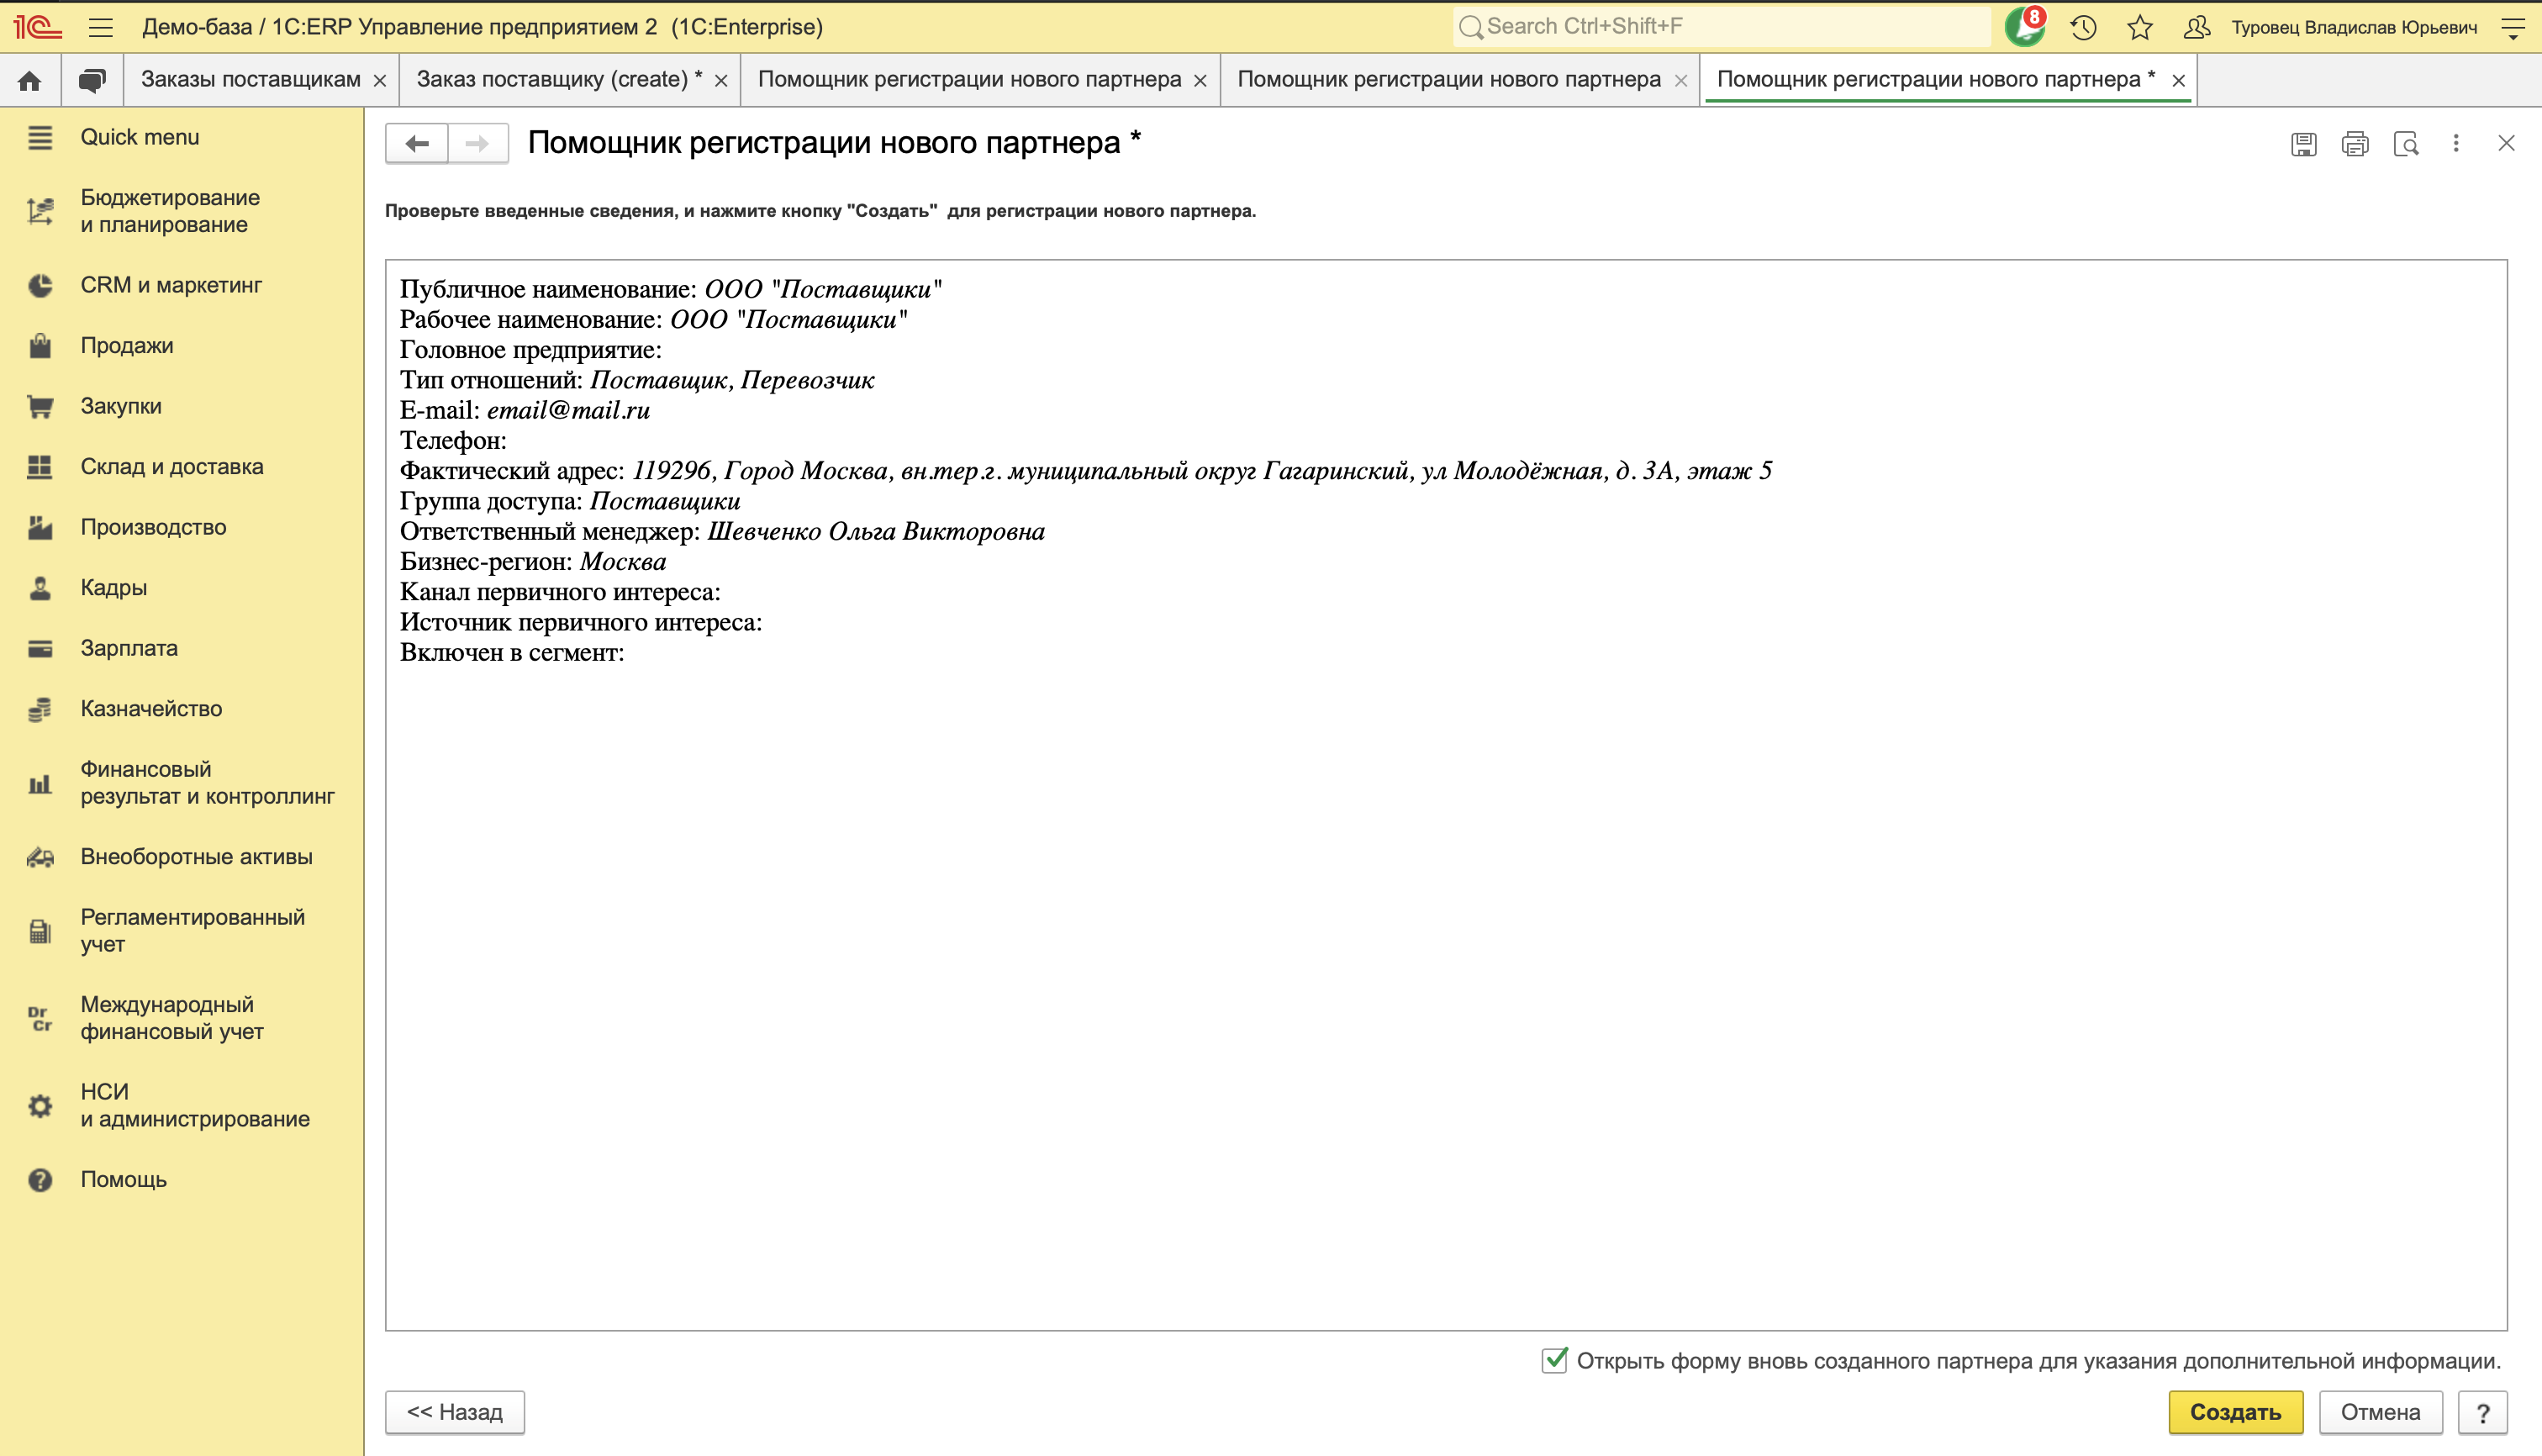 1C Демо-база / 1С:ERP Управление предприятием 2 (1C:Enterprise)
Search Ctrl+Shift+F
8
Туровец Владислав Юрьевич
Заказы поставщикам
Заказ поставщику (create) *
Помощник регистрации нового партнера
Помощник регистрации нового партнера
Помощник регистрации нового партнера *
Quick menu
Бюджетирование
и планирование
CRM и маркетинг
Продажи
Закупки
Склад и доставка
Производство
Кадры
Зарплата
Казначейство
Финансовый
результат и контроллинг
Внеоборотные активы
Регламентированный
учет
Dr
Cr
Международный
финансовый учет
НСИ
и администрирование
Помощь
Помощник регистрации нового партнера *
Проверьте введенные сведения, и нажмите кнопку "Создать" для регистрации нового партнера.
Публичное наименование: ООО "Поставщики"
Рабочее наименование: ООО "Поставщики"
Головное предприятие:
Тип отношений: Поставщик, Перевозчик
E-mail: email@mail.ru
Телефон:
Фактический адрес: 119296, Город Москва, вн.тер.г. муниципальный округ Гагаринский, ул Молодёжная, д. 3А, этаж 5
Группа доступа: Поставщики
Ответственный менеджер: Шевченко Ольга Викторовна
Бизнес-регион: Москва
Канал первичного интереса:
Источник первичного интереса:
Включен в сегмент:
Открыть форму вновь созданного партнера для указания дополнительной информации.
<< Назад
Создать
Отмена
?